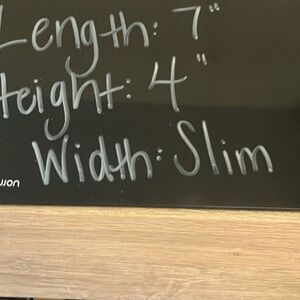 Length: 7"
Height: 4"
Width: Slim